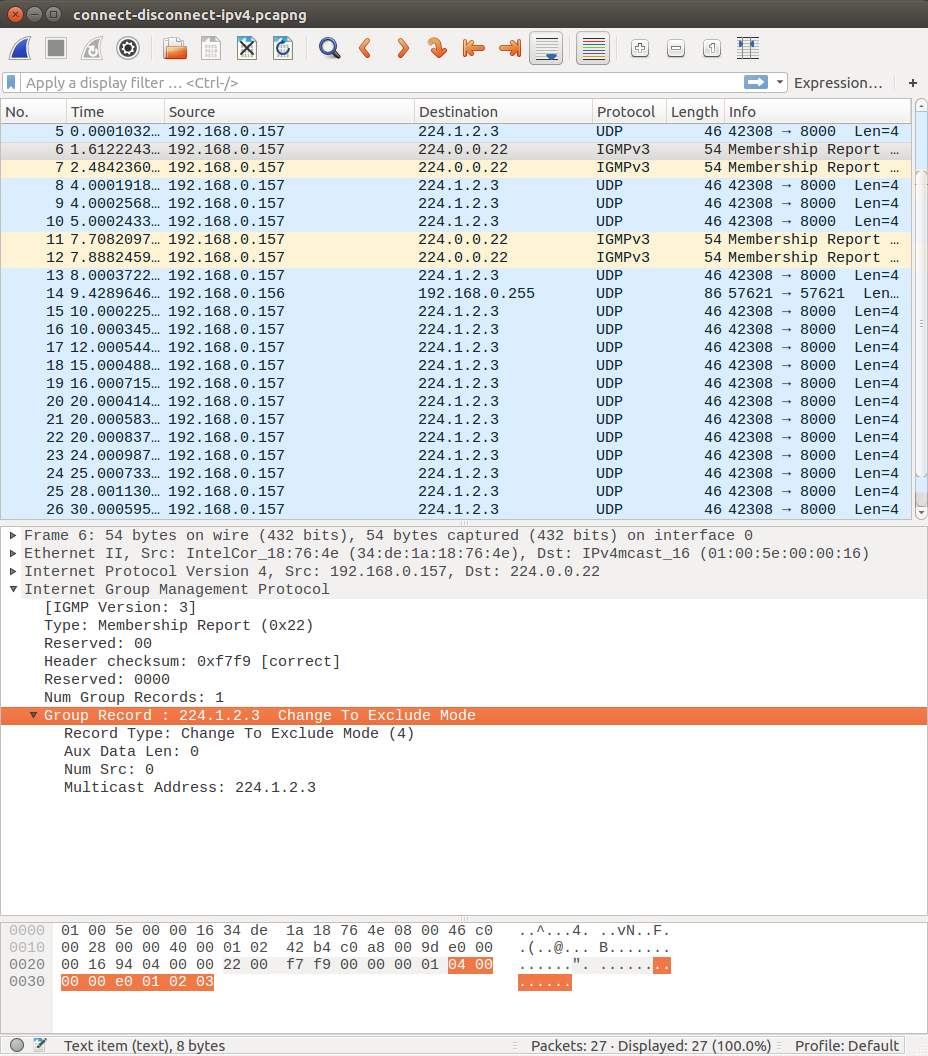 connect-disconnect-ipv4.pcapng
Apply a display filter … <Ctrl-/> Expression… +
No. Time Source Destination Protocol Length Info
5 0.0001032… 192.168.0.157 224.1.2.3 UDP 46 42308 → 8000 Len=4
6 1.6122243… 192.168.0.157 224.0.0.22 IGMPv3 54 Membership Report …
7 2.4842360… 192.168.0.157 224.0.0.22 IGMPv3 54 Membership Report …
8 4.0001918… 192.168.0.157 224.1.2.3 UDP 46 42308 → 8000 Len=4
9 4.0002568… 192.168.0.157 224.1.2.3 UDP 46 42308 → 8000 Len=4
10 5.0002433… 192.168.0.157 224.1.2.3 UDP 46 42308 → 8000 Len=4
11 7.7082097… 192.168.0.157 224.0.0.22 IGMPv3 54 Membership Report …
12 7.8882459… 192.168.0.157 224.0.0.22 IGMPv3 54 Membership Report …
13 8.0003722… 192.168.0.157 224.1.2.3 UDP 46 42308 → 8000 Len=4
14 9.4289646… 192.168.0.156 192.168.0.255 UDP 86 57621 → 57621 Len…
15 10.000225… 192.168.0.157 224.1.2.3 UDP 46 42308 → 8000 Len=4
16 10.000345… 192.168.0.157 224.1.2.3 UDP 46 42308 → 8000 Len=4
17 12.000544… 192.168.0.157 224.1.2.3 UDP 46 42308 → 8000 Len=4
18 15.000488… 192.168.0.157 224.1.2.3 UDP 46 42308 → 8000 Len=4
19 16.000715… 192.168.0.157 224.1.2.3 UDP 46 42308 → 8000 Len=4
20 20.000414… 192.168.0.157 224.1.2.3 UDP 46 42308 → 8000 Len=4
21 20.000583… 192.168.0.157 224.1.2.3 UDP 46 42308 → 8000 Len=4
22 20.000837… 192.168.0.157 224.1.2.3 UDP 46 42308 → 8000 Len=4
23 24.000987… 192.168.0.157 224.1.2.3 UDP 46 42308 → 8000 Len=4
24 25.000733… 192.168.0.157 224.1.2.3 UDP 46 42308 → 8000 Len=4
25 28.001130… 192.168.0.157 224.1.2.3 UDP 46 42308 → 8000 Len=4
26 30.000595… 192.168.0.157 224.1.2.3 UDP 46 42308 → 8000 Len=4
Frame 6: 54 bytes on wire (432 bits), 54 bytes captured (432 bits) on interface 0
Ethernet II, Src: IntelCor_18:76:4e (34:de:1a:18:76:4e), Dst: IPv4mcast_16 (01:00:5e:00:00:16)
Internet Protocol Version 4, Src: 192.168.0.157, Dst: 224.0.0.22
Internet Group Management Protocol
[IGMP Version: 3]
Type: Membership Report (0x22)
Reserved: 00
Header checksum: 0xf7f9 [correct]
Reserved: 0000
Num Group Records: 1
Group Record : 224.1.2.3  Change To Exclude Mode
Record Type: Change To Exclude Mode (4)
Aux Data Len: 0
Num Src: 0
Multicast Address: 224.1.2.3
0000 01 00 5e 00 00 16 34 de 1a 18 76 4e 08 00 46 c0 ..^...4. ..vN..F.
0010 00 28 00 00 40 00 01 02 42 b4 c0 a8 00 9d e0 00 .(..@... B.......
0020 00 16 94 04 00 00 22 00 f7 f9 00 00 00 01 04 00 ......". ........
0030 00 00 e0 01 02 03 ......
Text item (text), 8 bytes Packets: 27 · Displayed: 27 (100.0%) Profile: Default